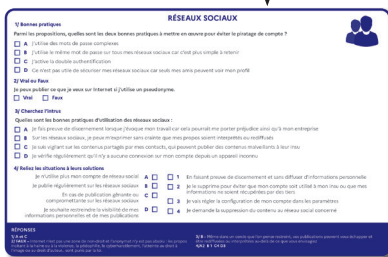 RÉSEAUX SOCIAUX
1/ Bonnes pratiques
Parmi les propositions, quelles sont les deux bonnes pratiques à mettre en œuvre pour éviter le piratage de compte ?
A J'utilise des mots de passe complexes
B J'utilise le même mot de passe sur tous mes réseaux sociaux car c'est plus simple à retenir
C J'active la double authentification
D Ce n'est pas utile de sécuriser mes réseaux sociaux car seuls mes amis peuvent voir mon profil
2/ Vrai ou Faux
Je peux publier ce que je veux sur Internet si j'utilise un pseudonyme.
Vrai Faux
3/ Cherchez l'intrus
Quelles sont les bonnes pratiques d'utilisation des réseaux sociaux :
A Je fais preuve de discernement lorsque j'évoque mon travail car cela pourrait me porter préjudice ainsi qu'à mon entreprise
B Sur les réseaux sociaux, je peux m'exprimer sans crainte que mes propos soient interprétés ou rediffusés
C Je suis vigilant sur les contenus partagés par mes contacts, qui peuvent publier des contenus malveillants à leur insu
D Je vérifie régulièrement qu'il n'y a aucune connexion sur mon compte depuis un appareil inconnu
4/ Reliez les situations à leurs solutions
Je n'utilise plus mon compte de réseau social A
Je publie régulièrement sur les réseaux sociaux B
En cas de publication gênante ou
compromettante sur les réseaux sociaux C
Je souhaite restreindre la visibilité de mes
informations personnelles et de mes publications D
1 En faisant preuve de discernement et sans diffuser d'informations personnelles
2 Je le supprime pour éviter que mon compte soit utilisé à mon insu ou que mes
informations ne soient récupérées par des tiers
3 Je vais régler la configuration de mon compte dans les paramètres
4 Je demande la suppression du contenu au réseau social concerné
RÉPONSES
1/ A et C